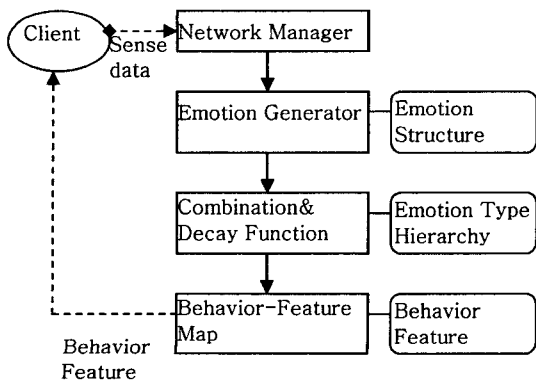 Client
Sense
data
Network Manager
Emotion Generator
Emotion
Structure
Combination&
Decay Function
Emotion Type
Hierarchy
Behavior-Feature
Map
Behavior
Feature
Behavior
Feature